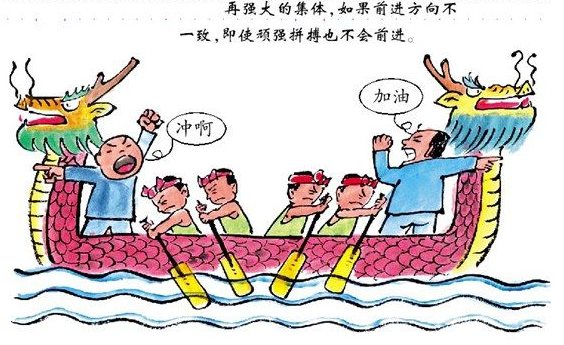 再强大的集体,如果前进方向不
一致,即使顽强拼搏也不会前进。
冲啊
加油